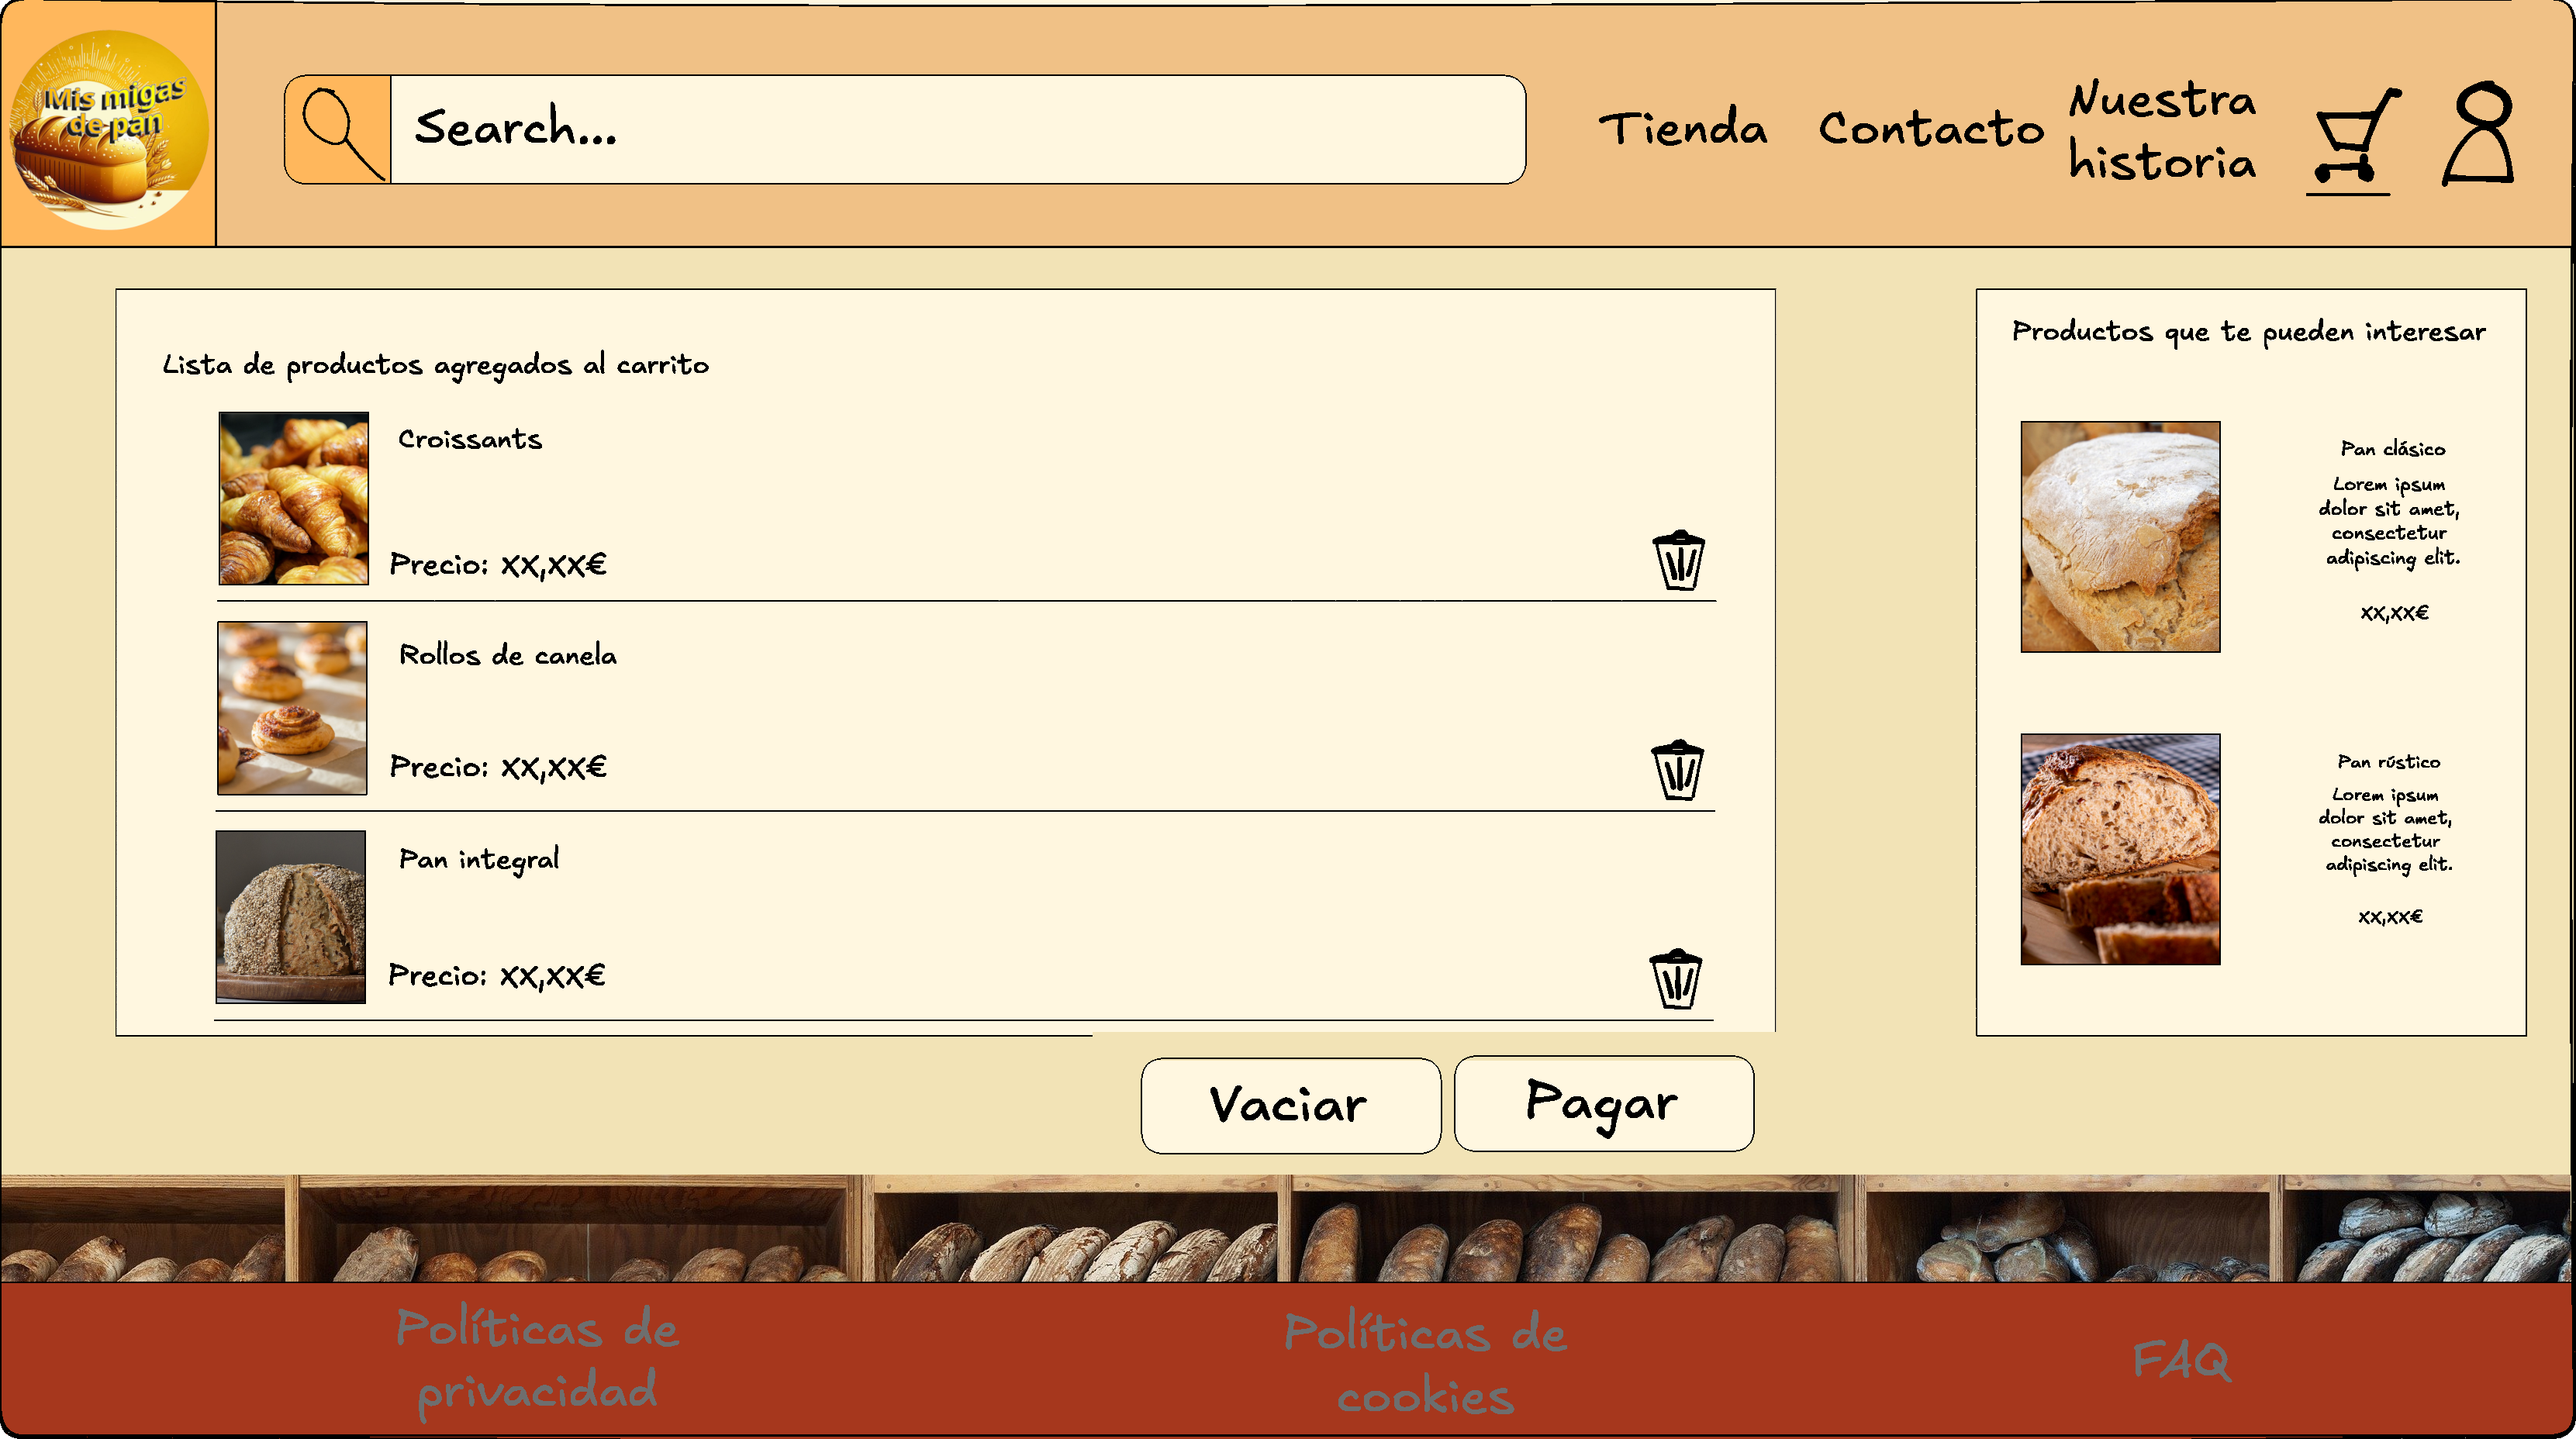 Mis migas
de pan
Search...
Tienda
Contacto
Nuestra
historia
Lista de productos agregados al carrito
Croissants
Precio: XX,XX€
Rollos de canela
Precio: XX,XX€
Pan integral
Precio: XX,XX€
Productos que te pueden interesar
Pan clásico
Lorem ipsum
dolor sit amet,
consectetur
adipiscing elit.
XX,XX€
Pan rústico
Lorem ipsum
dolor sit amet,
consectetur
adipiscing elit.
XX,XX€
Vaciar
Pagar
Políticas de
privacidad
Políticas de
cookies
FAQ